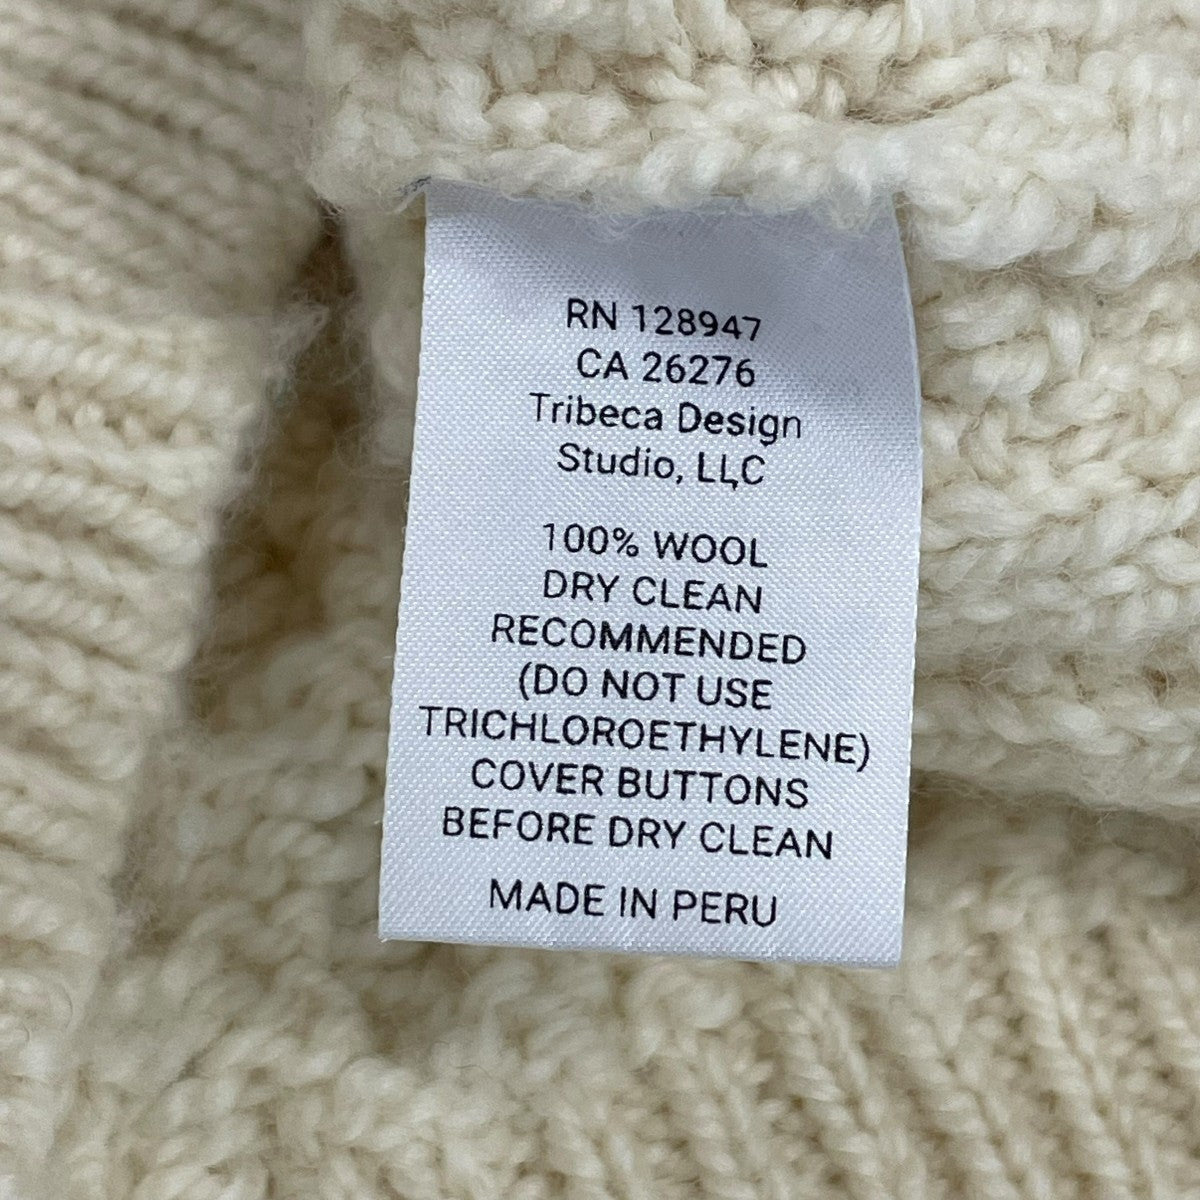 RN 128947
CA 26276
Tribeca Design
Studio, LLC
100% WOOL
DRY CLEAN
RECOMMENDED
(DO NOT USE
TRICHLOROETHYLENE)
COVER BUTTONS
BEFORE DRY CLEAN
MADE IN PERU